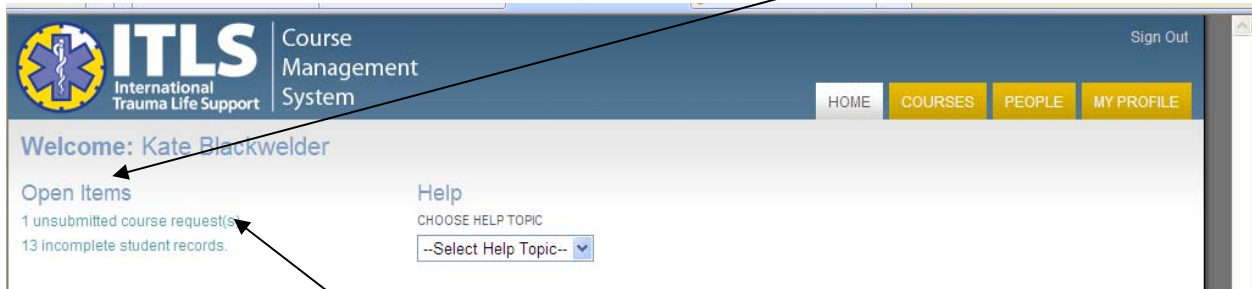 ITLS
International
Trauma Life Support
Course
Management
System
Sign Out
HOME COURSES PEOPLE MY PROFILE
Welcome: Kate Blackwelder
Open Items
1 unsubmitted course request(s)
13 incomplete student records.
Help
CHOOSE HELP TOPIC
--Select Help Topic--